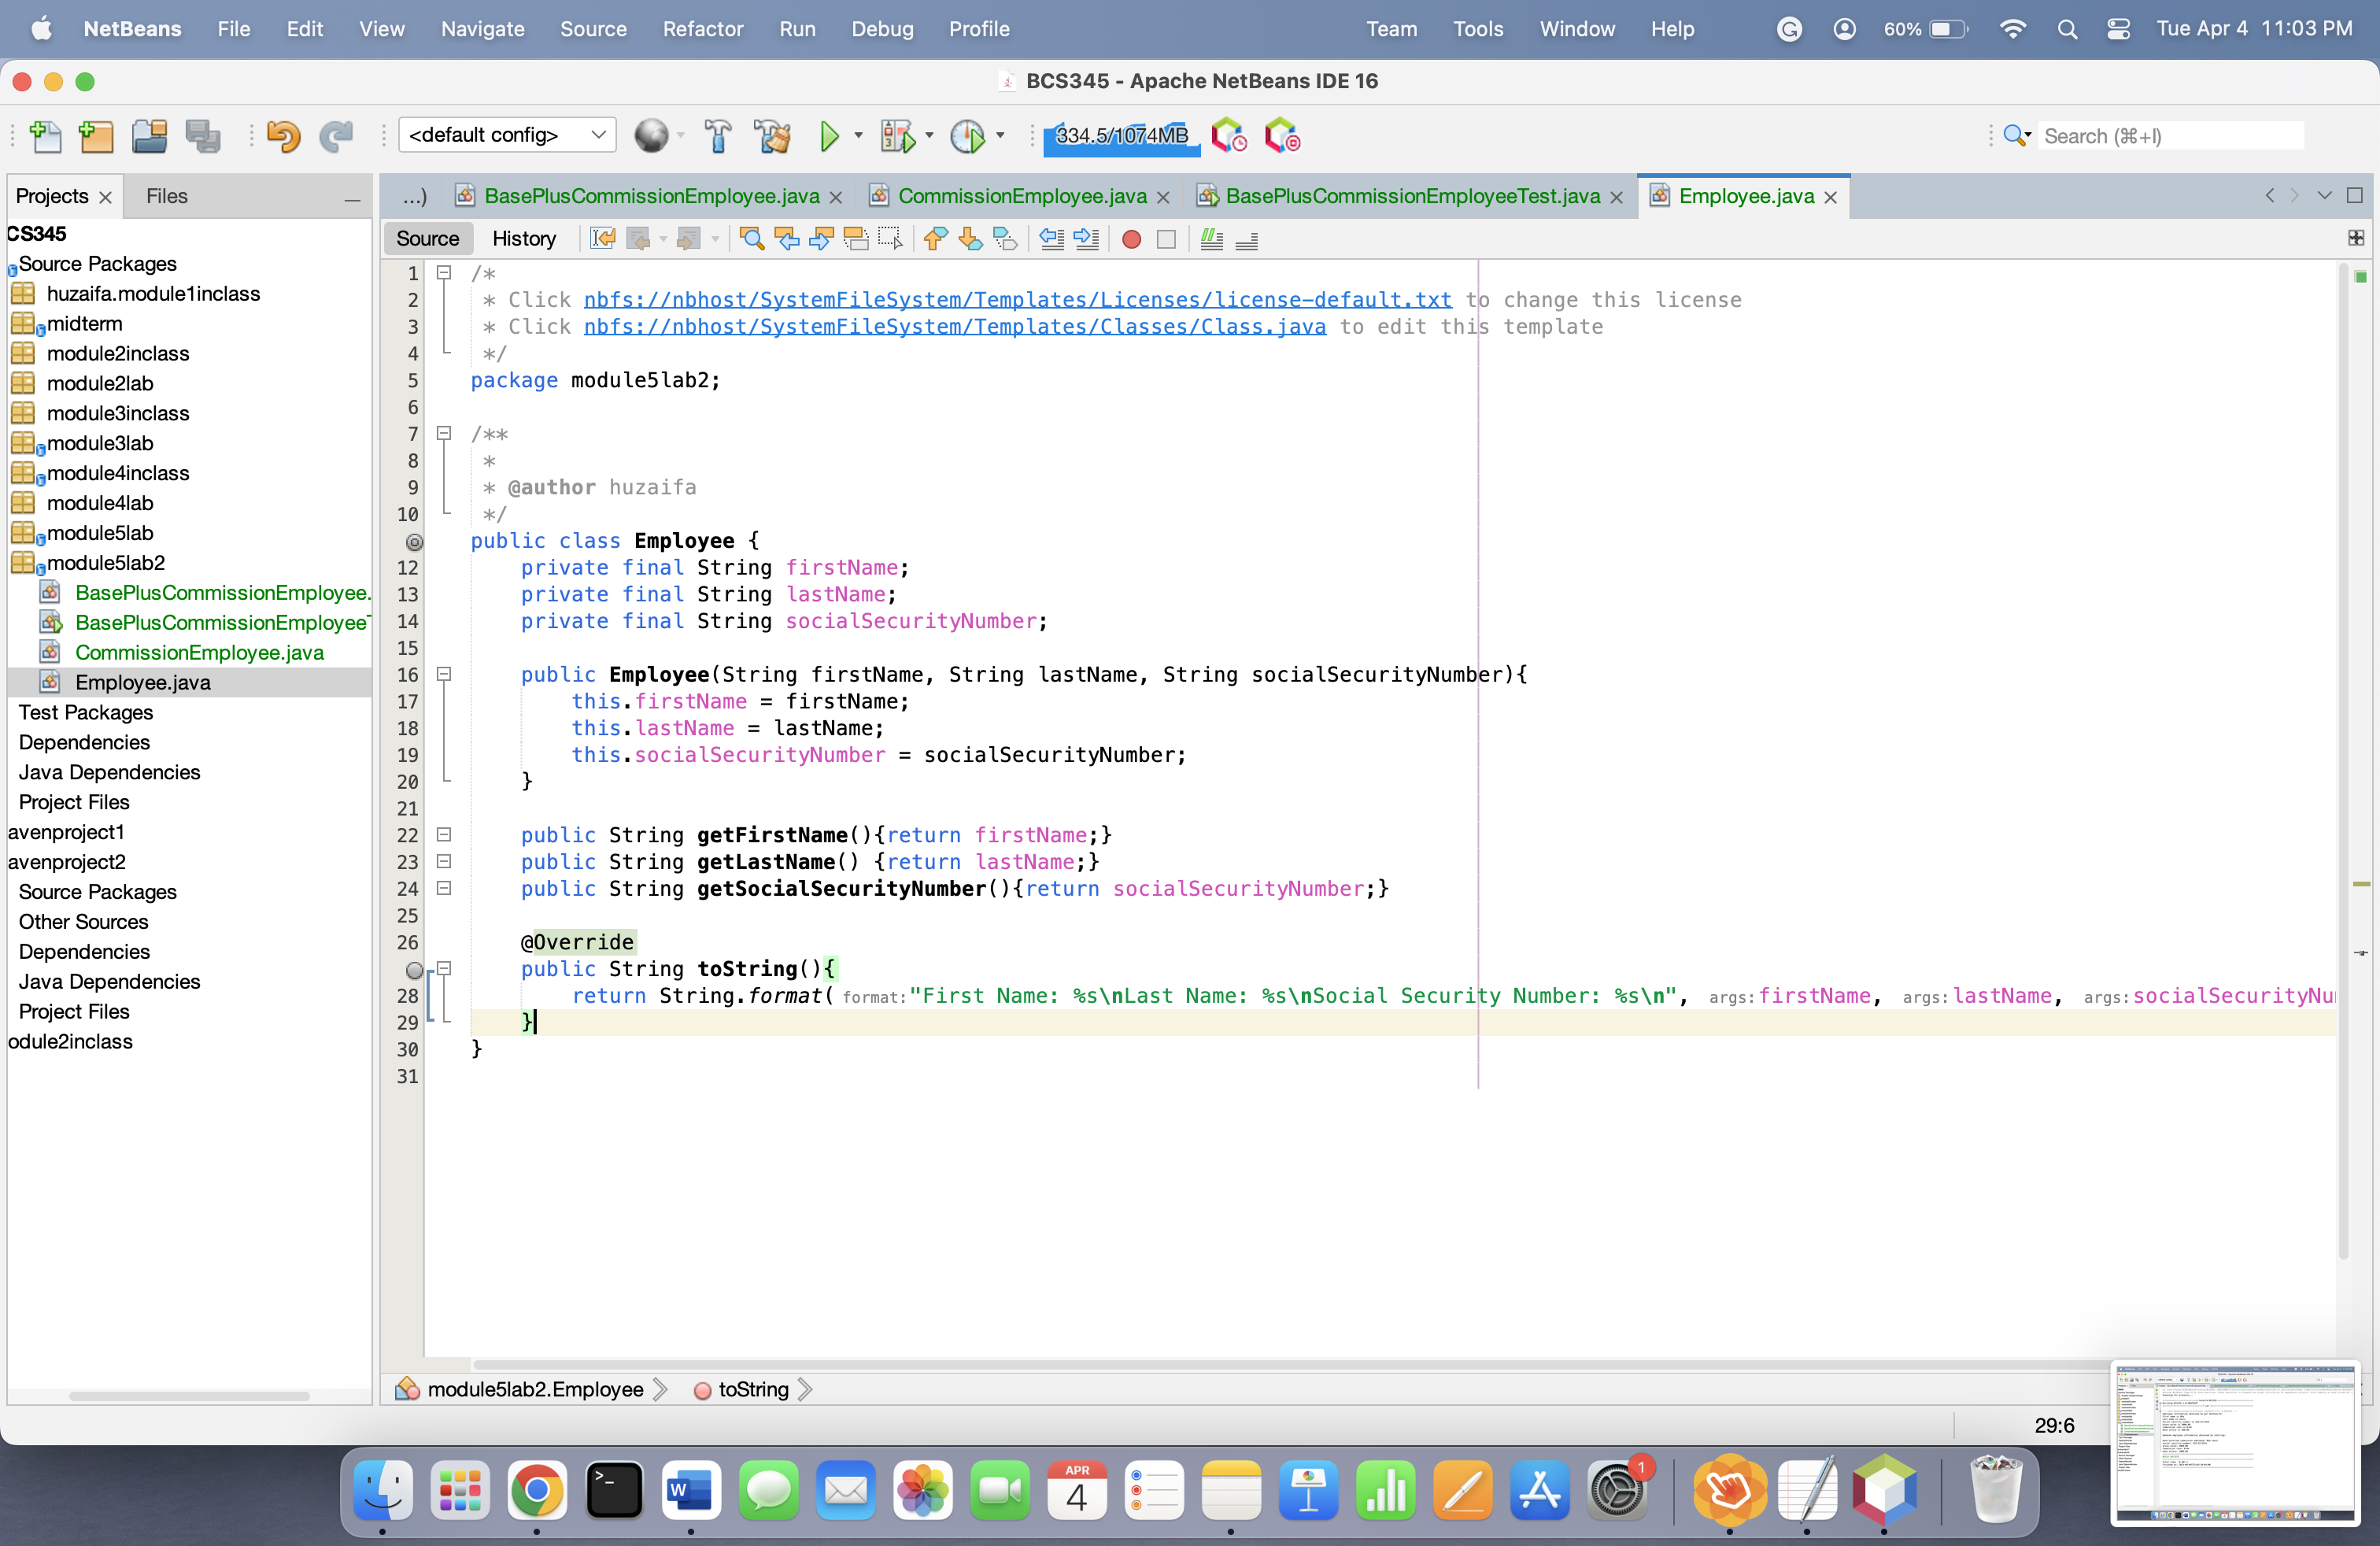 NetBeans File Edit View Navigate Source Refactor Run Debug Profile Team Tools Window Help 60% Tue Apr 4 11:03 PM
BCS345 - Apache NetBeans IDE 16
<default config> 334.5/1074MB Search (⌘+I)
Projects Files
...) BasePlusCommissionEmployee.java CommissionEmployee.java BasePlusCommissionEmployeeTest.java Employee.java
Source History
CS345
Source Packages
huzaifa.module1inclass
midterm
module2inclass
module2lab
module3inclass
module3lab
module4inclass
module4lab
module5lab
module5lab2
BasePlusCommissionEmployee.
BasePlusCommissionEmployeeT
CommissionEmployee.java
Employee.java
Test Packages
Dependencies
Java Dependencies
Project Files
avenproject1
avenproject2
Source Packages
Other Sources
Dependencies
Java Dependencies
Project Files
odule2inclass
1 /*
2 * Click nbfs://nbhost/SystemFileSystem/Templates/Licenses/license-default.txt to change this license
3 * Click nbfs://nbhost/SystemFileSystem/Templates/Classes/Class.java to edit this template
4 */
5 package module5lab2;
6
7 /**
8 *
9 * @author huzaifa
10 */
public class Employee {
12 private final String firstName;
13 private final String lastName;
14 private final String socialSecurityNumber;
15
16 public Employee(String firstName, String lastName, String socialSecurityNumber){
17 this.firstName = firstName;
18 this.lastName = lastName;
19 this.socialSecurityNumber = socialSecurityNumber;
20 }
21
22 public String getFirstName(){return firstName;}
23 public String getLastName() {return lastName;}
24 public String getSocialSecurityNumber(){return socialSecurityNumber;}
25
26 @Override
public String toString(){
28 return String.format( format: "First Name: %s\nLast Name: %s\nSocial Security Number: %s\n", args: firstName, args: lastName, args: socialSecurityNu
29 }
30 }
31
module5lab2.Employee toString
29:6
APR
4
W
1